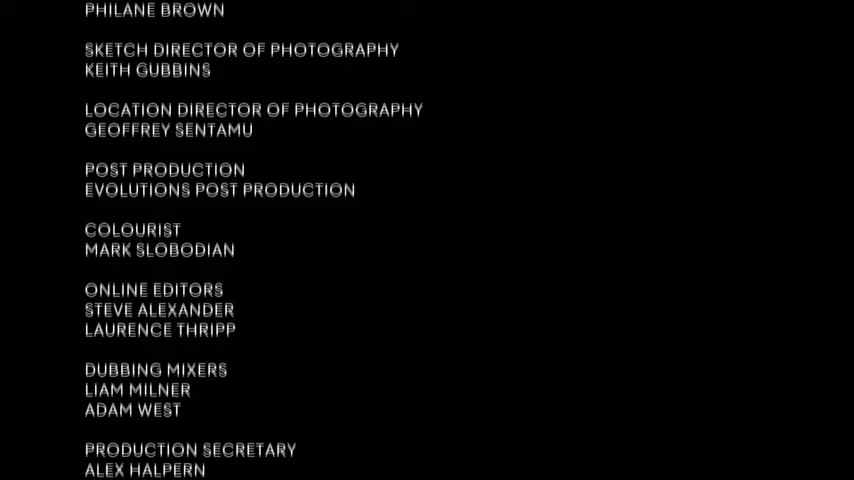 PHILANE BROWN
SKETCH DIRECTOR OF PHOTOGRAPHY
KEITH GUBBINS
LOCATION DIRECTOR OF PHOTOGRAPHY
GEOFFREY SENTAMU
POST PRODUCTION
EVOLUTIONS POST PRODUCTION
COLOURIST
MARK SLOBODIAN
ONLINE EDITORS
STEVE ALEXANDER
LAURENCE THRIPP
DUBBING MIXERS
LIAM MILNER
ADAM WEST
PRODUCTION SECRETARY
ALEX HALPERN